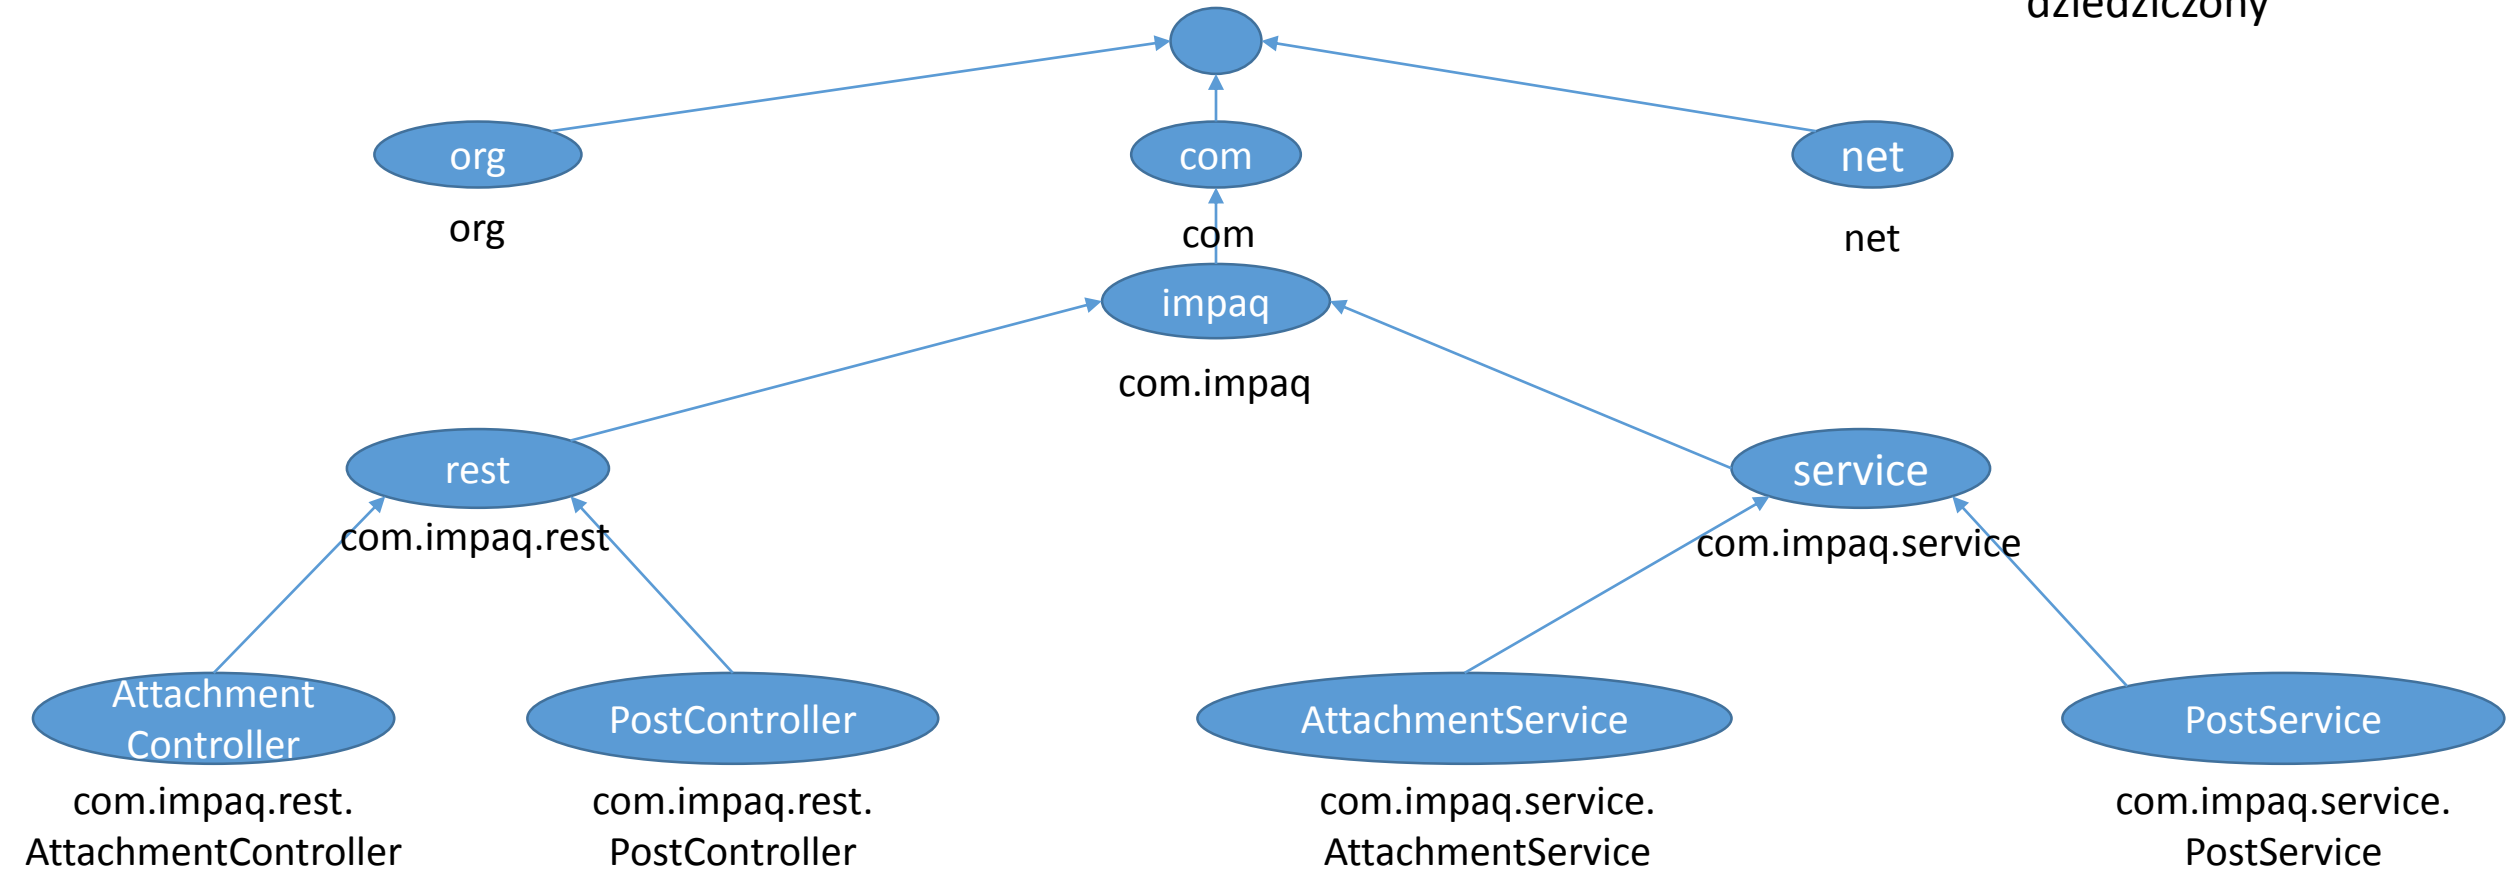 dziedziczony
org
com
net
org
com
net
impaq
com.impaq
rest
service
com.impaq.rest
com.impaq.service
Attachment
Controller
PostController
AttachmentService
PostService
com.impaq.rest.
AttachmentController
com.impaq.rest.
PostController
com.impaq.service.
AttachmentService
com.impaq.service.
PostService